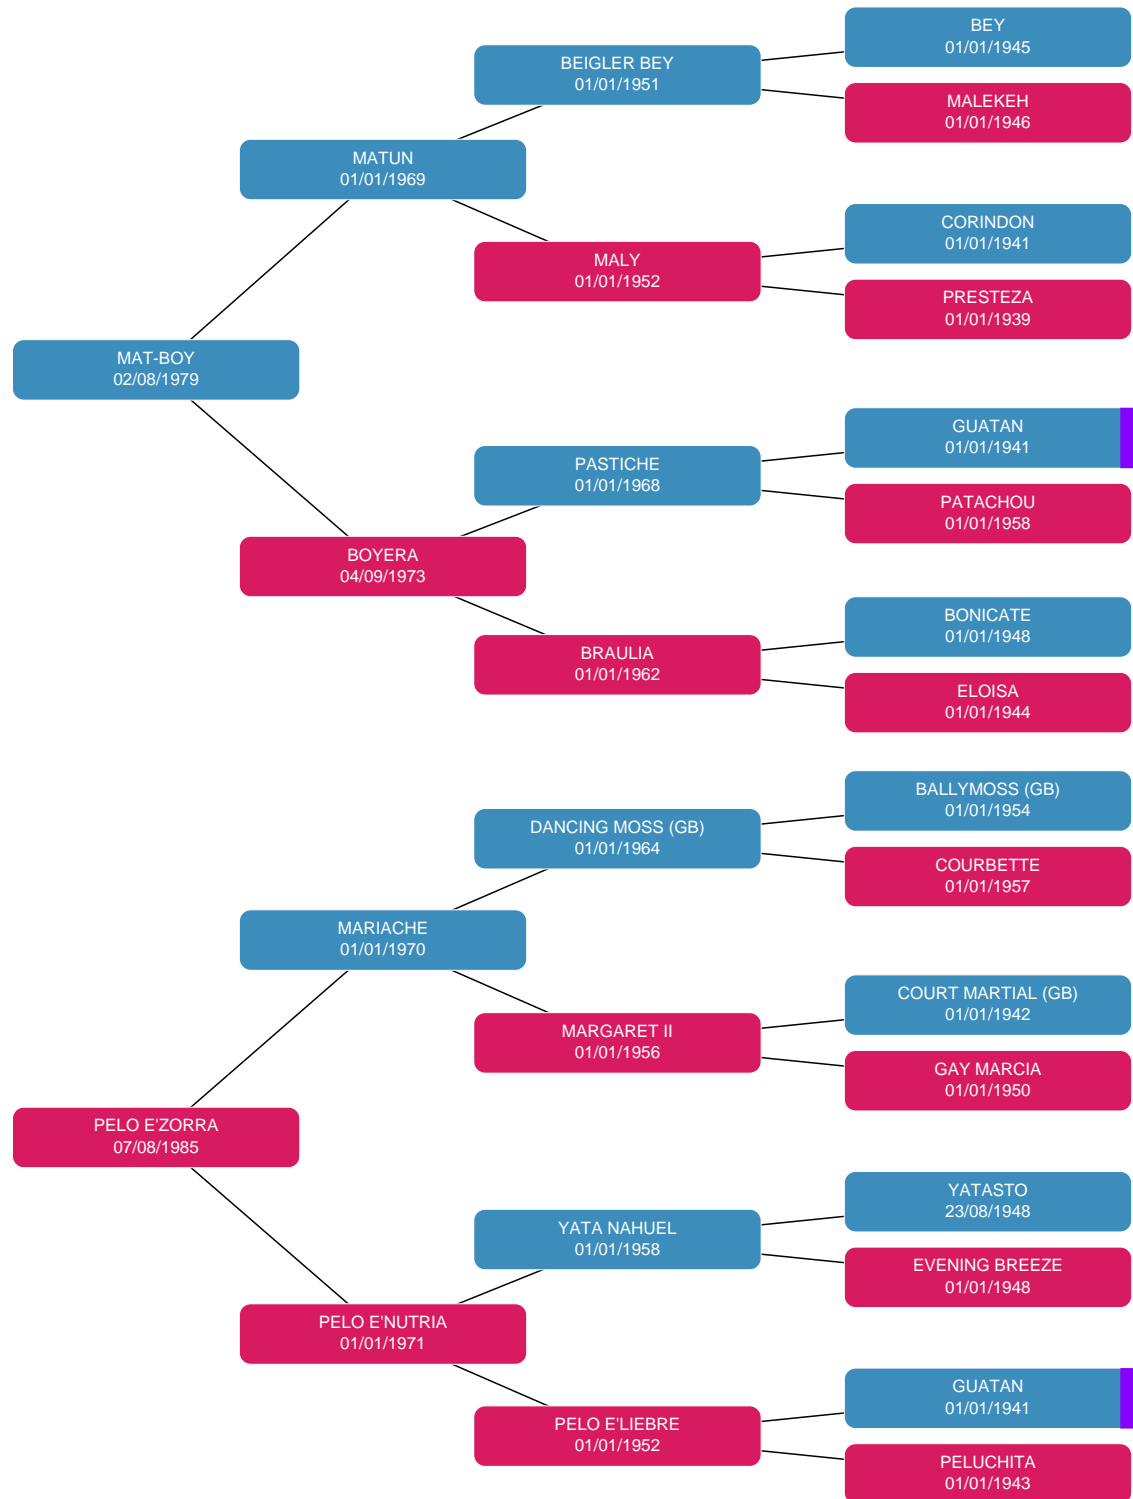 BEY
01/01/1945
BEIGLER BEY
01/01/1951
MALEKEH
01/01/1946
MATUN
01/01/1969
CORINDON
01/01/1941
MALY
01/01/1952
PRESTEZA
01/01/1939
MAT-BOY
02/08/1979
GUATAN
01/01/1941
PASTICHE
01/01/1968
PATACHOU
01/01/1958
BOYERA
04/09/1973
BONICATE
01/01/1948
BRAULIA
01/01/1962
ELOISA
01/01/1944
BALLYMOSS (GB)
01/01/1954
DANCING MOSS (GB)
01/01/1964
COURBETTE
01/01/1957
MARIACHE
01/01/1970
COURT MARTIAL (GB)
01/01/1942
MARGARET II
01/01/1956
GAY MARCIA
01/01/1950
PELO E'ZORRA
07/08/1985
YATASTO
23/08/1948
YATA NAHUEL
01/01/1958
EVENING BREEZE
01/01/1948
PELO E'NUTRIA
01/01/1971
GUATAN
01/01/1941
PELO E'LIEBRE
01/01/1952
PELUCHITA
01/01/1943